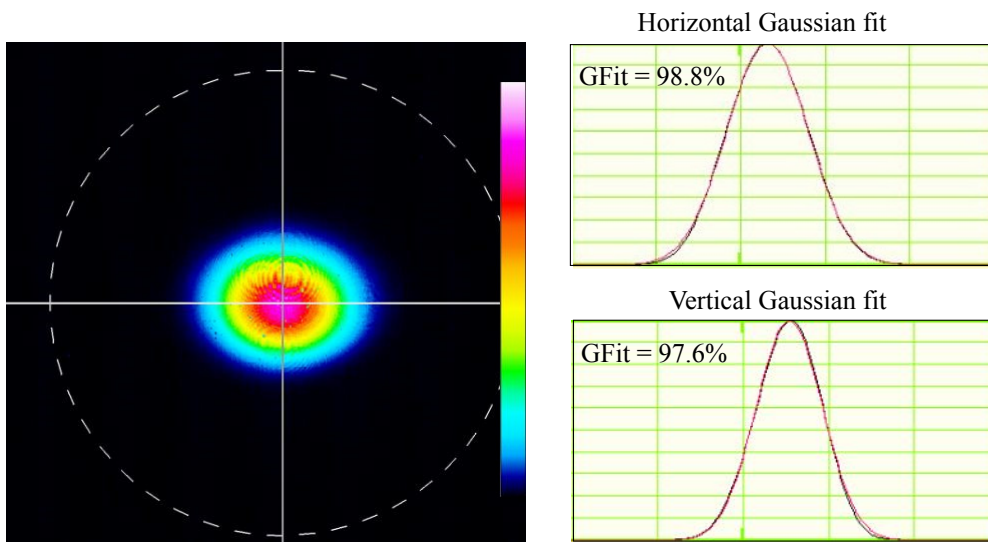 Horizontal Gaussian fit
GFit = 98.8%
Vertical Gaussian fit
GFit = 97.6%